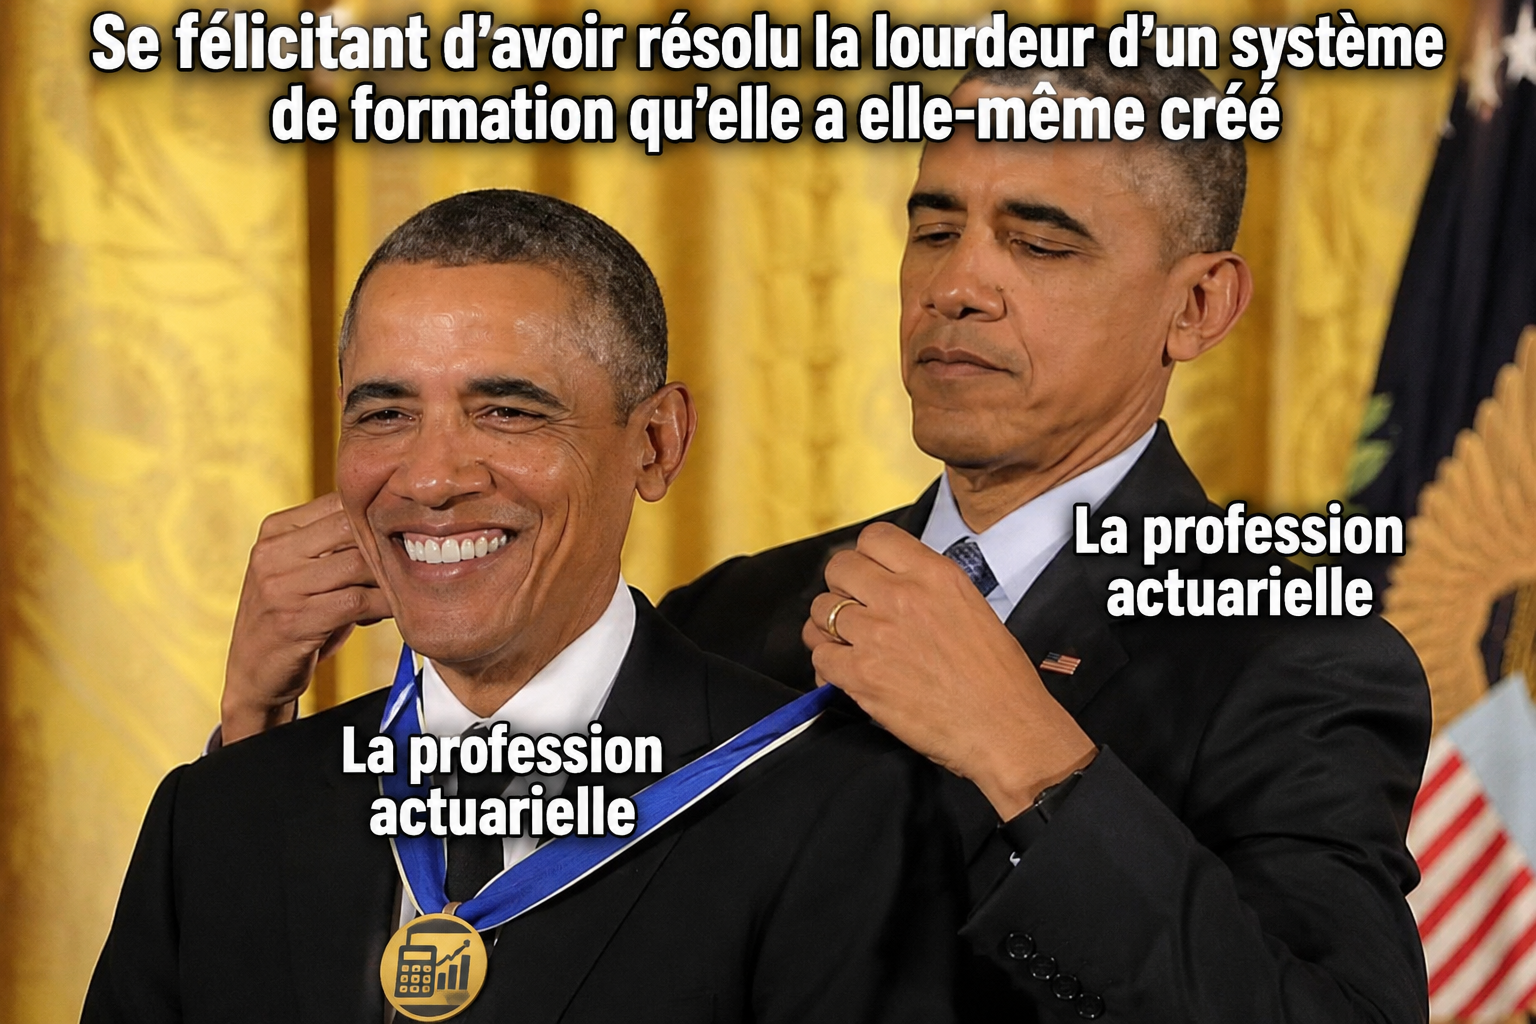 Se félicitant d’avoir résolu la lourdeur d’un système
de formation qu’elle a elle-même créé
La profession
actuarielle
La profession
actuarielle